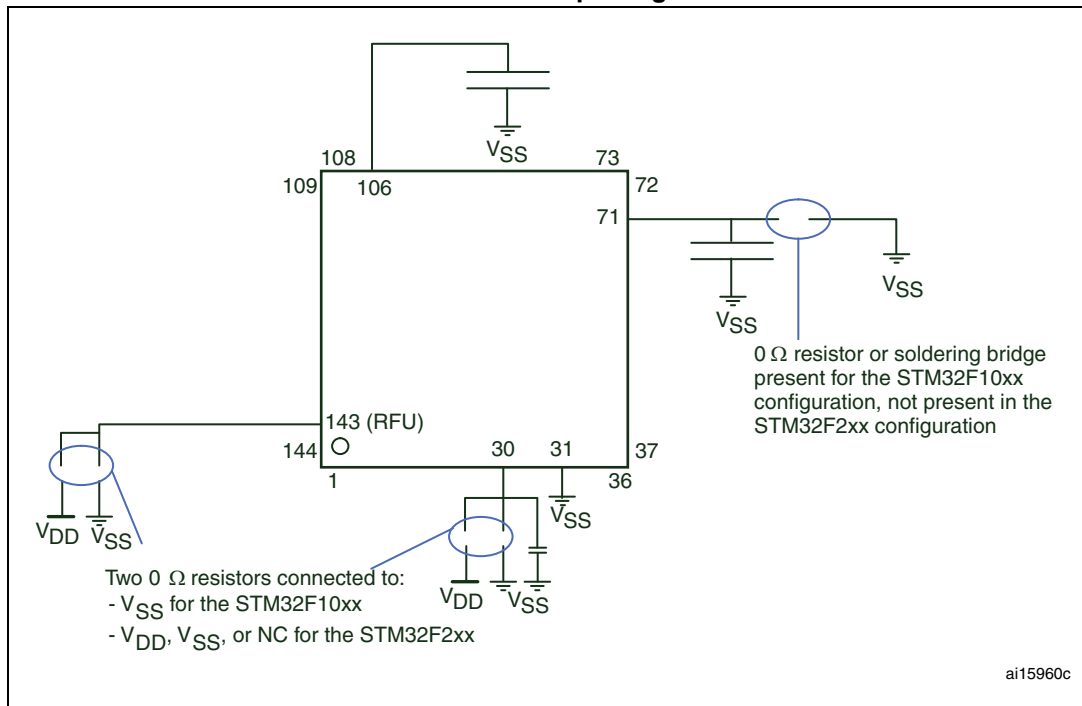 VSS
108
73
109
106
72
71
VSS
VSS
0 Ω resistor or soldering bridge
present for the STM32F10xx
configuration, not present in the
STM32F2xx configuration
143 (RFU)
144
30
31
37
1
36
VSS
VDD
VSS
Two 0 Ω resistors connected to:
- VSS for the STM32F10xx
- VDD, VSS, or NC for the STM32F2xx
VDD
VSS
ai15960c